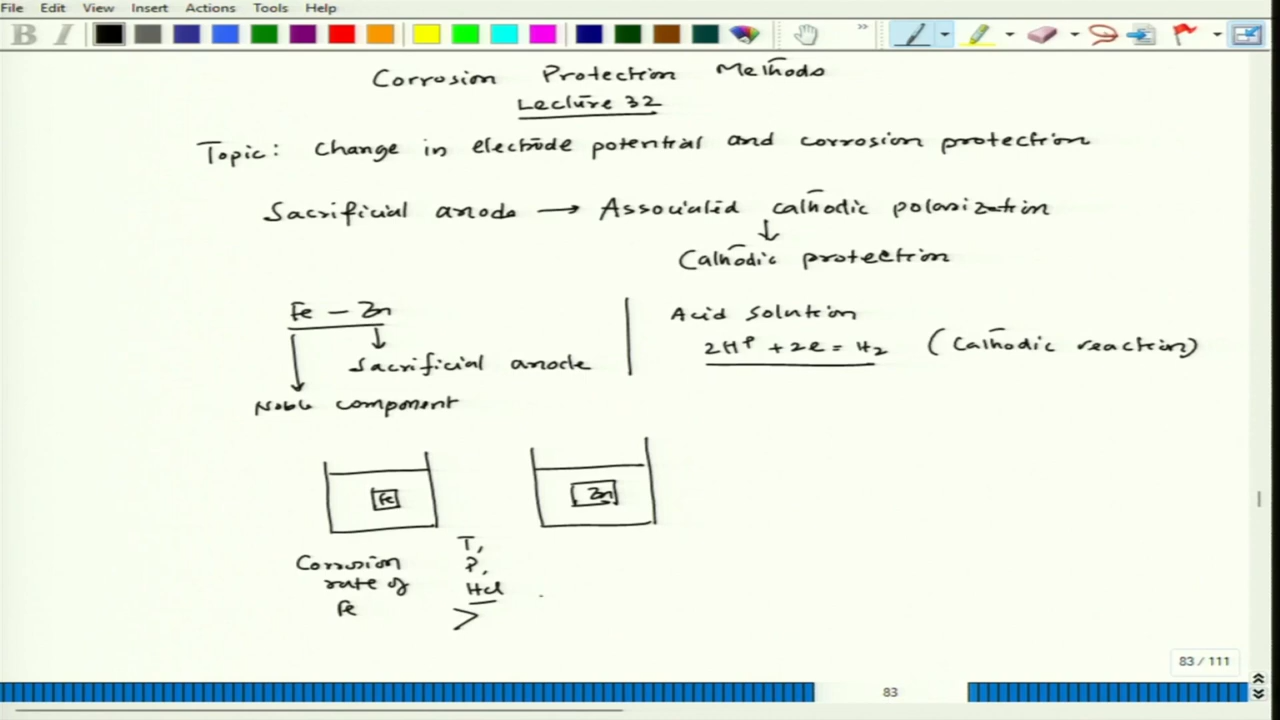 File Edit View Insert Actions Tools Help
B I
Corrosion Protection Methods
Lecture 32
Topic: Change in electrode potential and corrosion protection
Sacrificial anode → Associated cathodic polarization
↓
Cathodic protection
Fe – Zn
Sacrificial anode
Noble component
Acid solution
2H⁺ + 2e = H₂ (Cathodic reaction)
Fe
Zn
Corrosion rate of Fe
T,
P,
Hcl
>
83 / 111
83